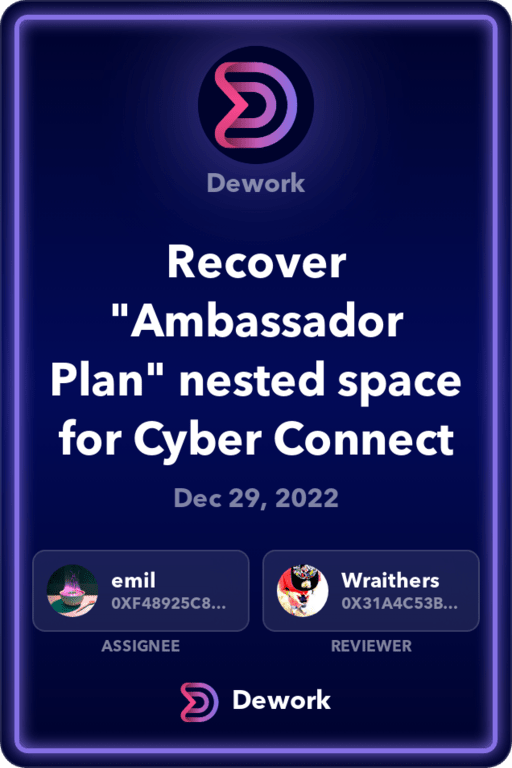 Dework
Recover
"Ambassador
Plan" nested space
for Cyber Connect
Dec 29, 2022
emil
0XF48925C8...
Wraithers
0X31A4C53B...
ASSIGNEE
REVIEWER
Dework